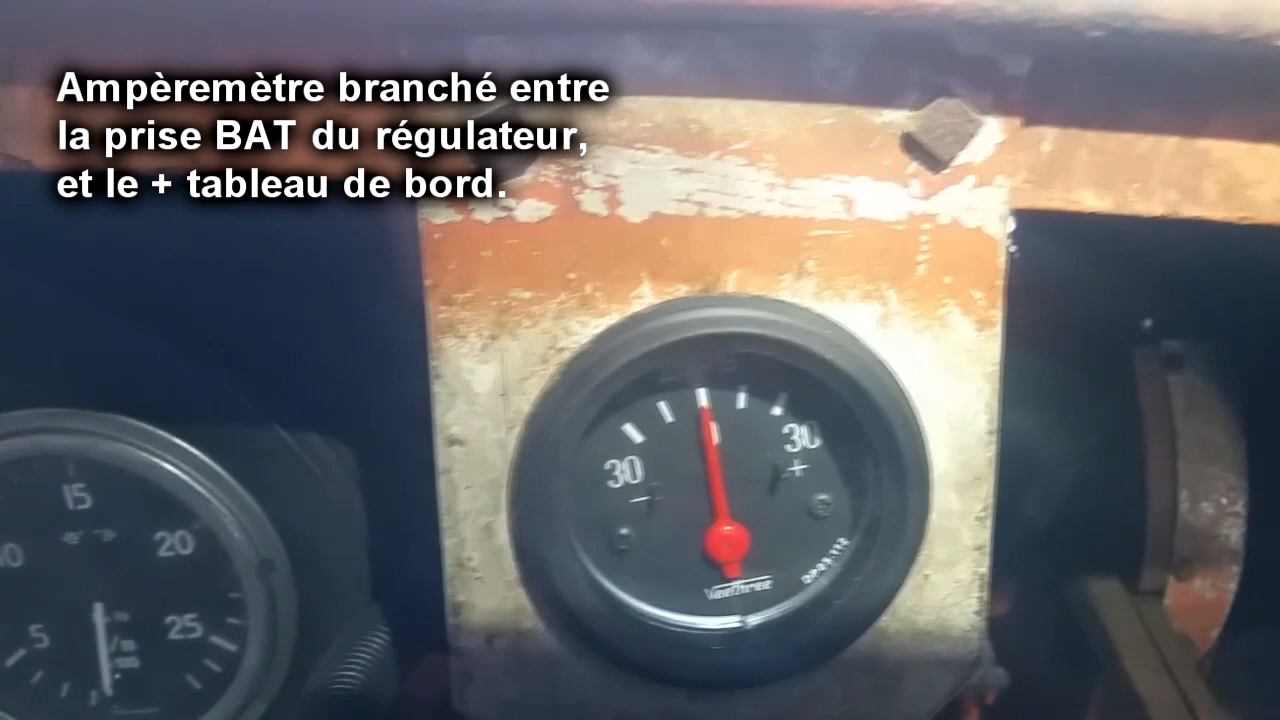 Ampèremètre branché entre
la prise BAT du régulateur,
et le + tableau de bord.
30 0 30
- +
VeeThree
15
20
5
25